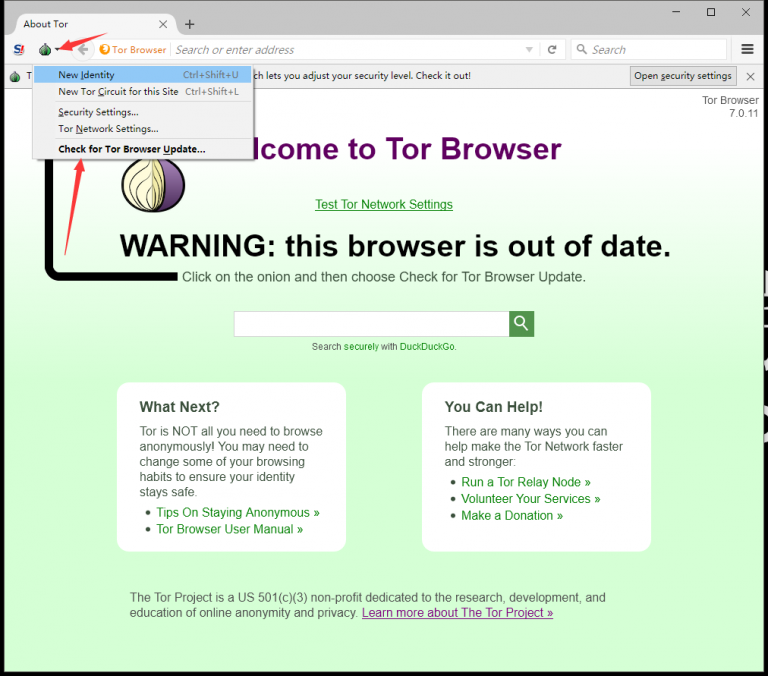 About Tor
Tor Browser
Search or enter address
Search
New Identity Ctrl+Shift+U
New Tor Circuit for this Site Ctrl+Shift+L
Security Settings...
Tor Network Settings...
Check for Tor Browser Update...
T
ch lets you adjust your security level. Check it out!
Open security settings
Tor Browser
7.0.11
lcome to Tor Browser
Test Tor Network Settings
WARNING: this browser is out of date.
Click on the onion and then choose Check for Tor Browser Update.
Search securely with DuckDuckGo.
What Next?
Tor is NOT all you need to browse
anonymously! You may need to
change some of your browsing
habits to ensure your identity
stays safe.
• Tips On Staying Anonymous »
• Tor Browser User Manual »
You Can Help!
There are many ways you can
help make the Tor Network faster
and stronger:
• Run a Tor Relay Node »
• Volunteer Your Services »
• Make a Donation »
The Tor Project is a US 501(c)(3) non-profit dedicated to the research, development, and
education of online anonymity and privacy. Learn more about The Tor Project »